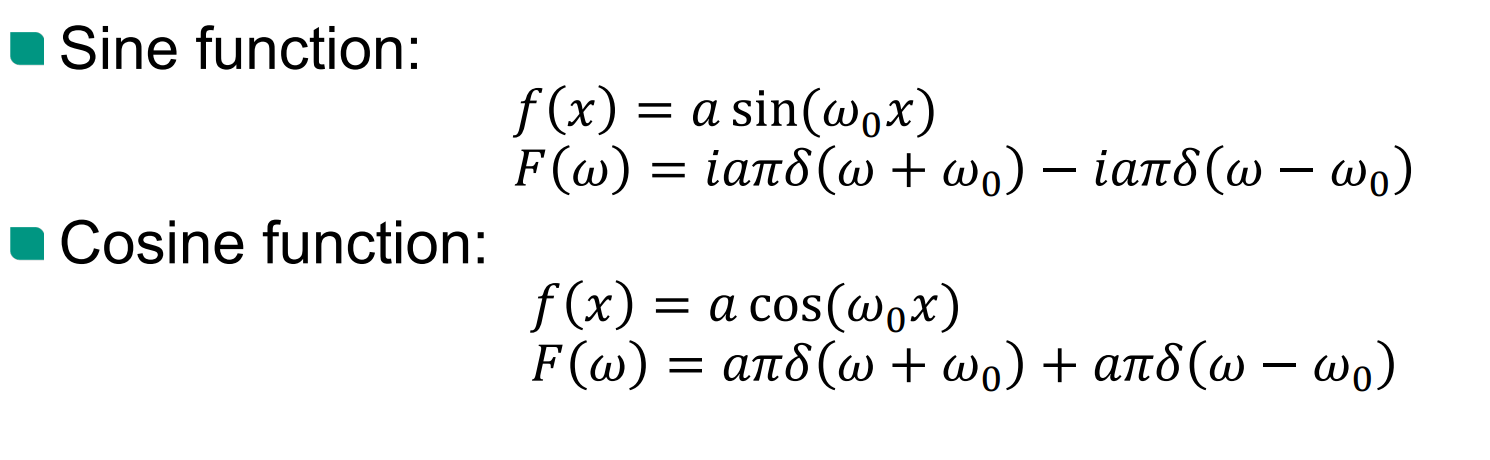 Sine function:
f(x) = a sin(ω₀x)
F(ω) = iaπδ(ω + ω₀) − iaπδ(ω − ω₀)
Cosine function:
f(x) = a cos(ω₀x)
F(ω) = aπδ(ω + ω₀) + aπδ(ω − ω₀)